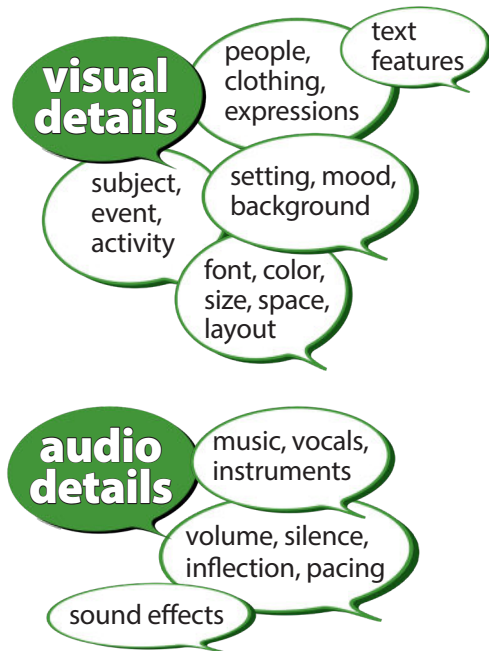 visual
details
people,
clothing,
expressions
text
features
subject,
event,
activity
setting, mood,
background
font, color,
size, space,
layout
audio
details
music, vocals,
instruments
volume, silence,
inflection, pacing
sound effects